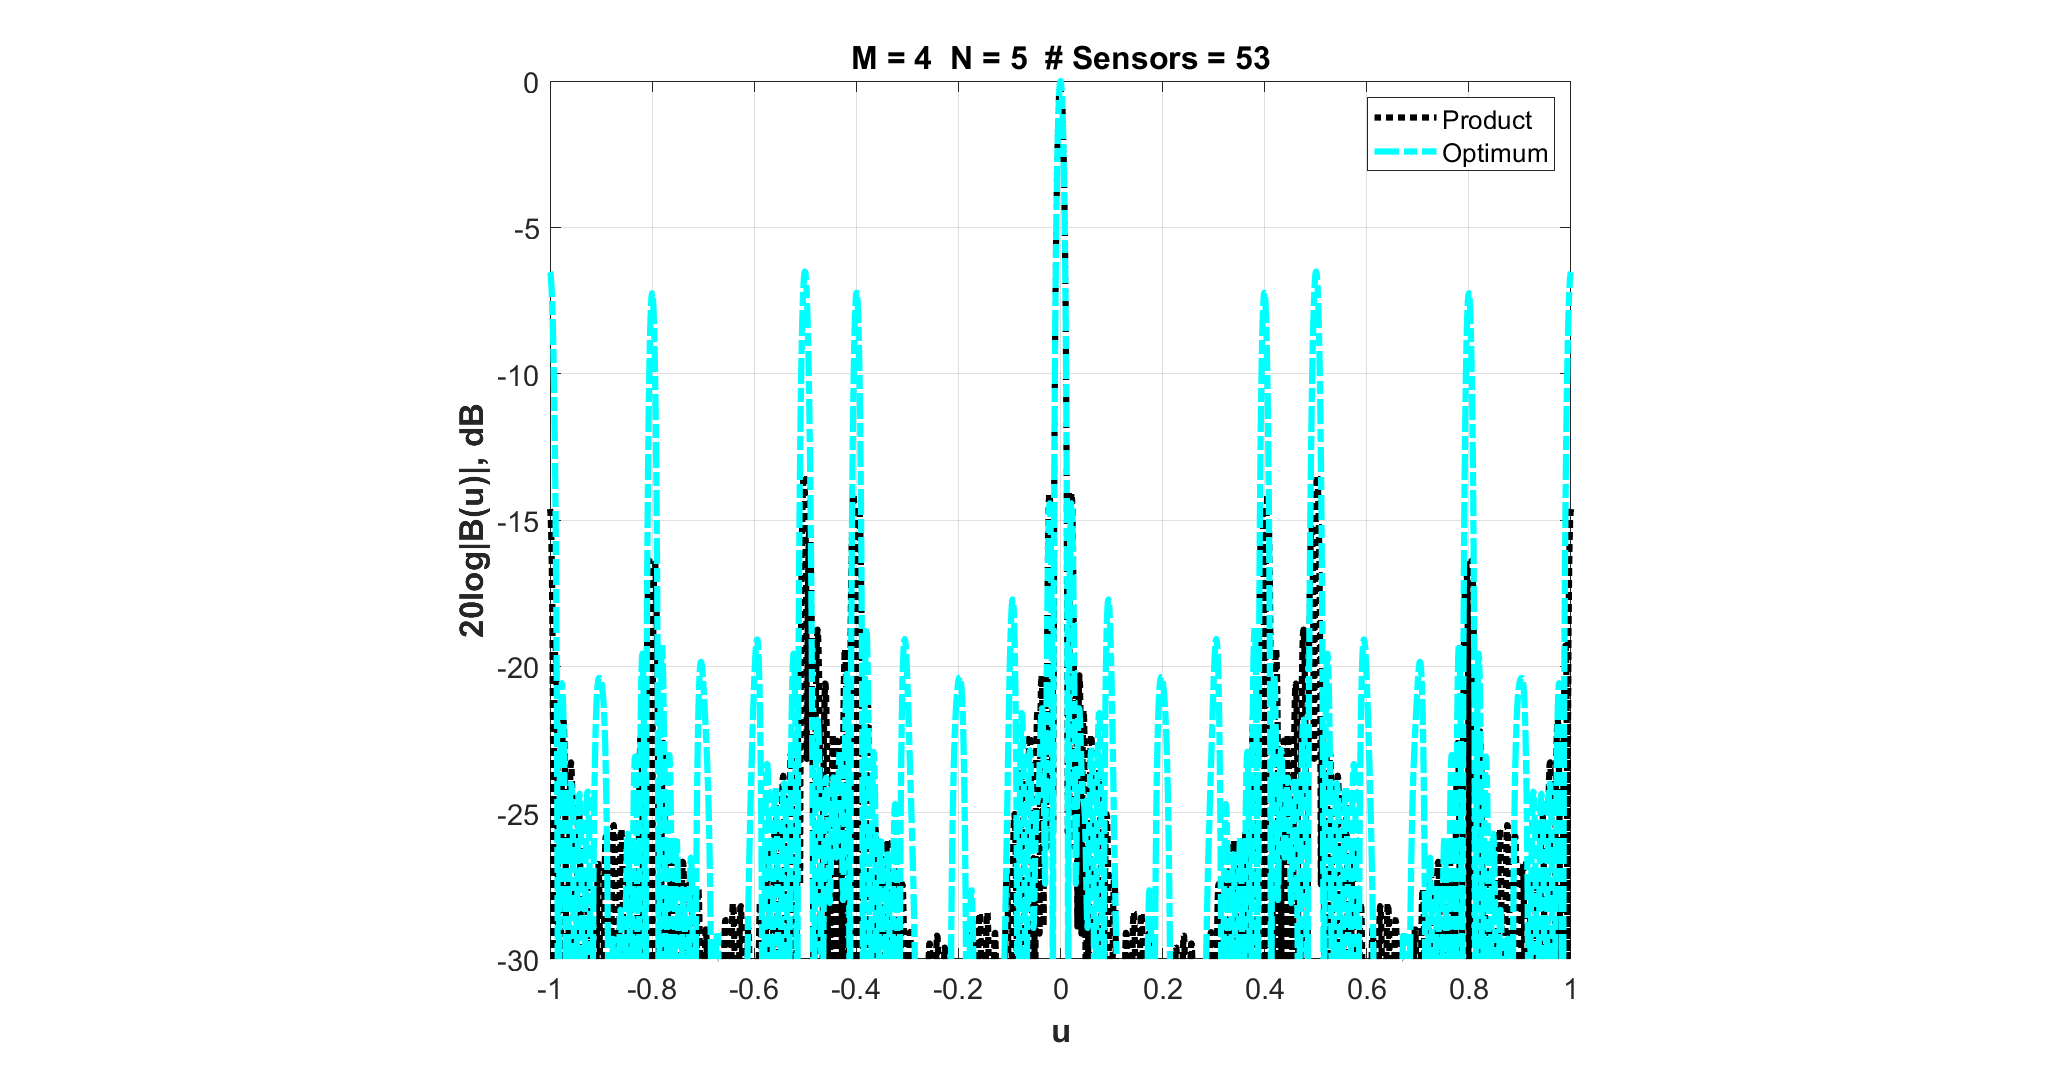 M = 4 N = 5 # Sensors = 53
Product
Optimum
0
-5
-10
-15
-20
-25
-30
20log|B(u)|, dB
-1 -0.8 -0.6 -0.4 -0.2 0 0.2 0.4 0.6 0.8 1
u